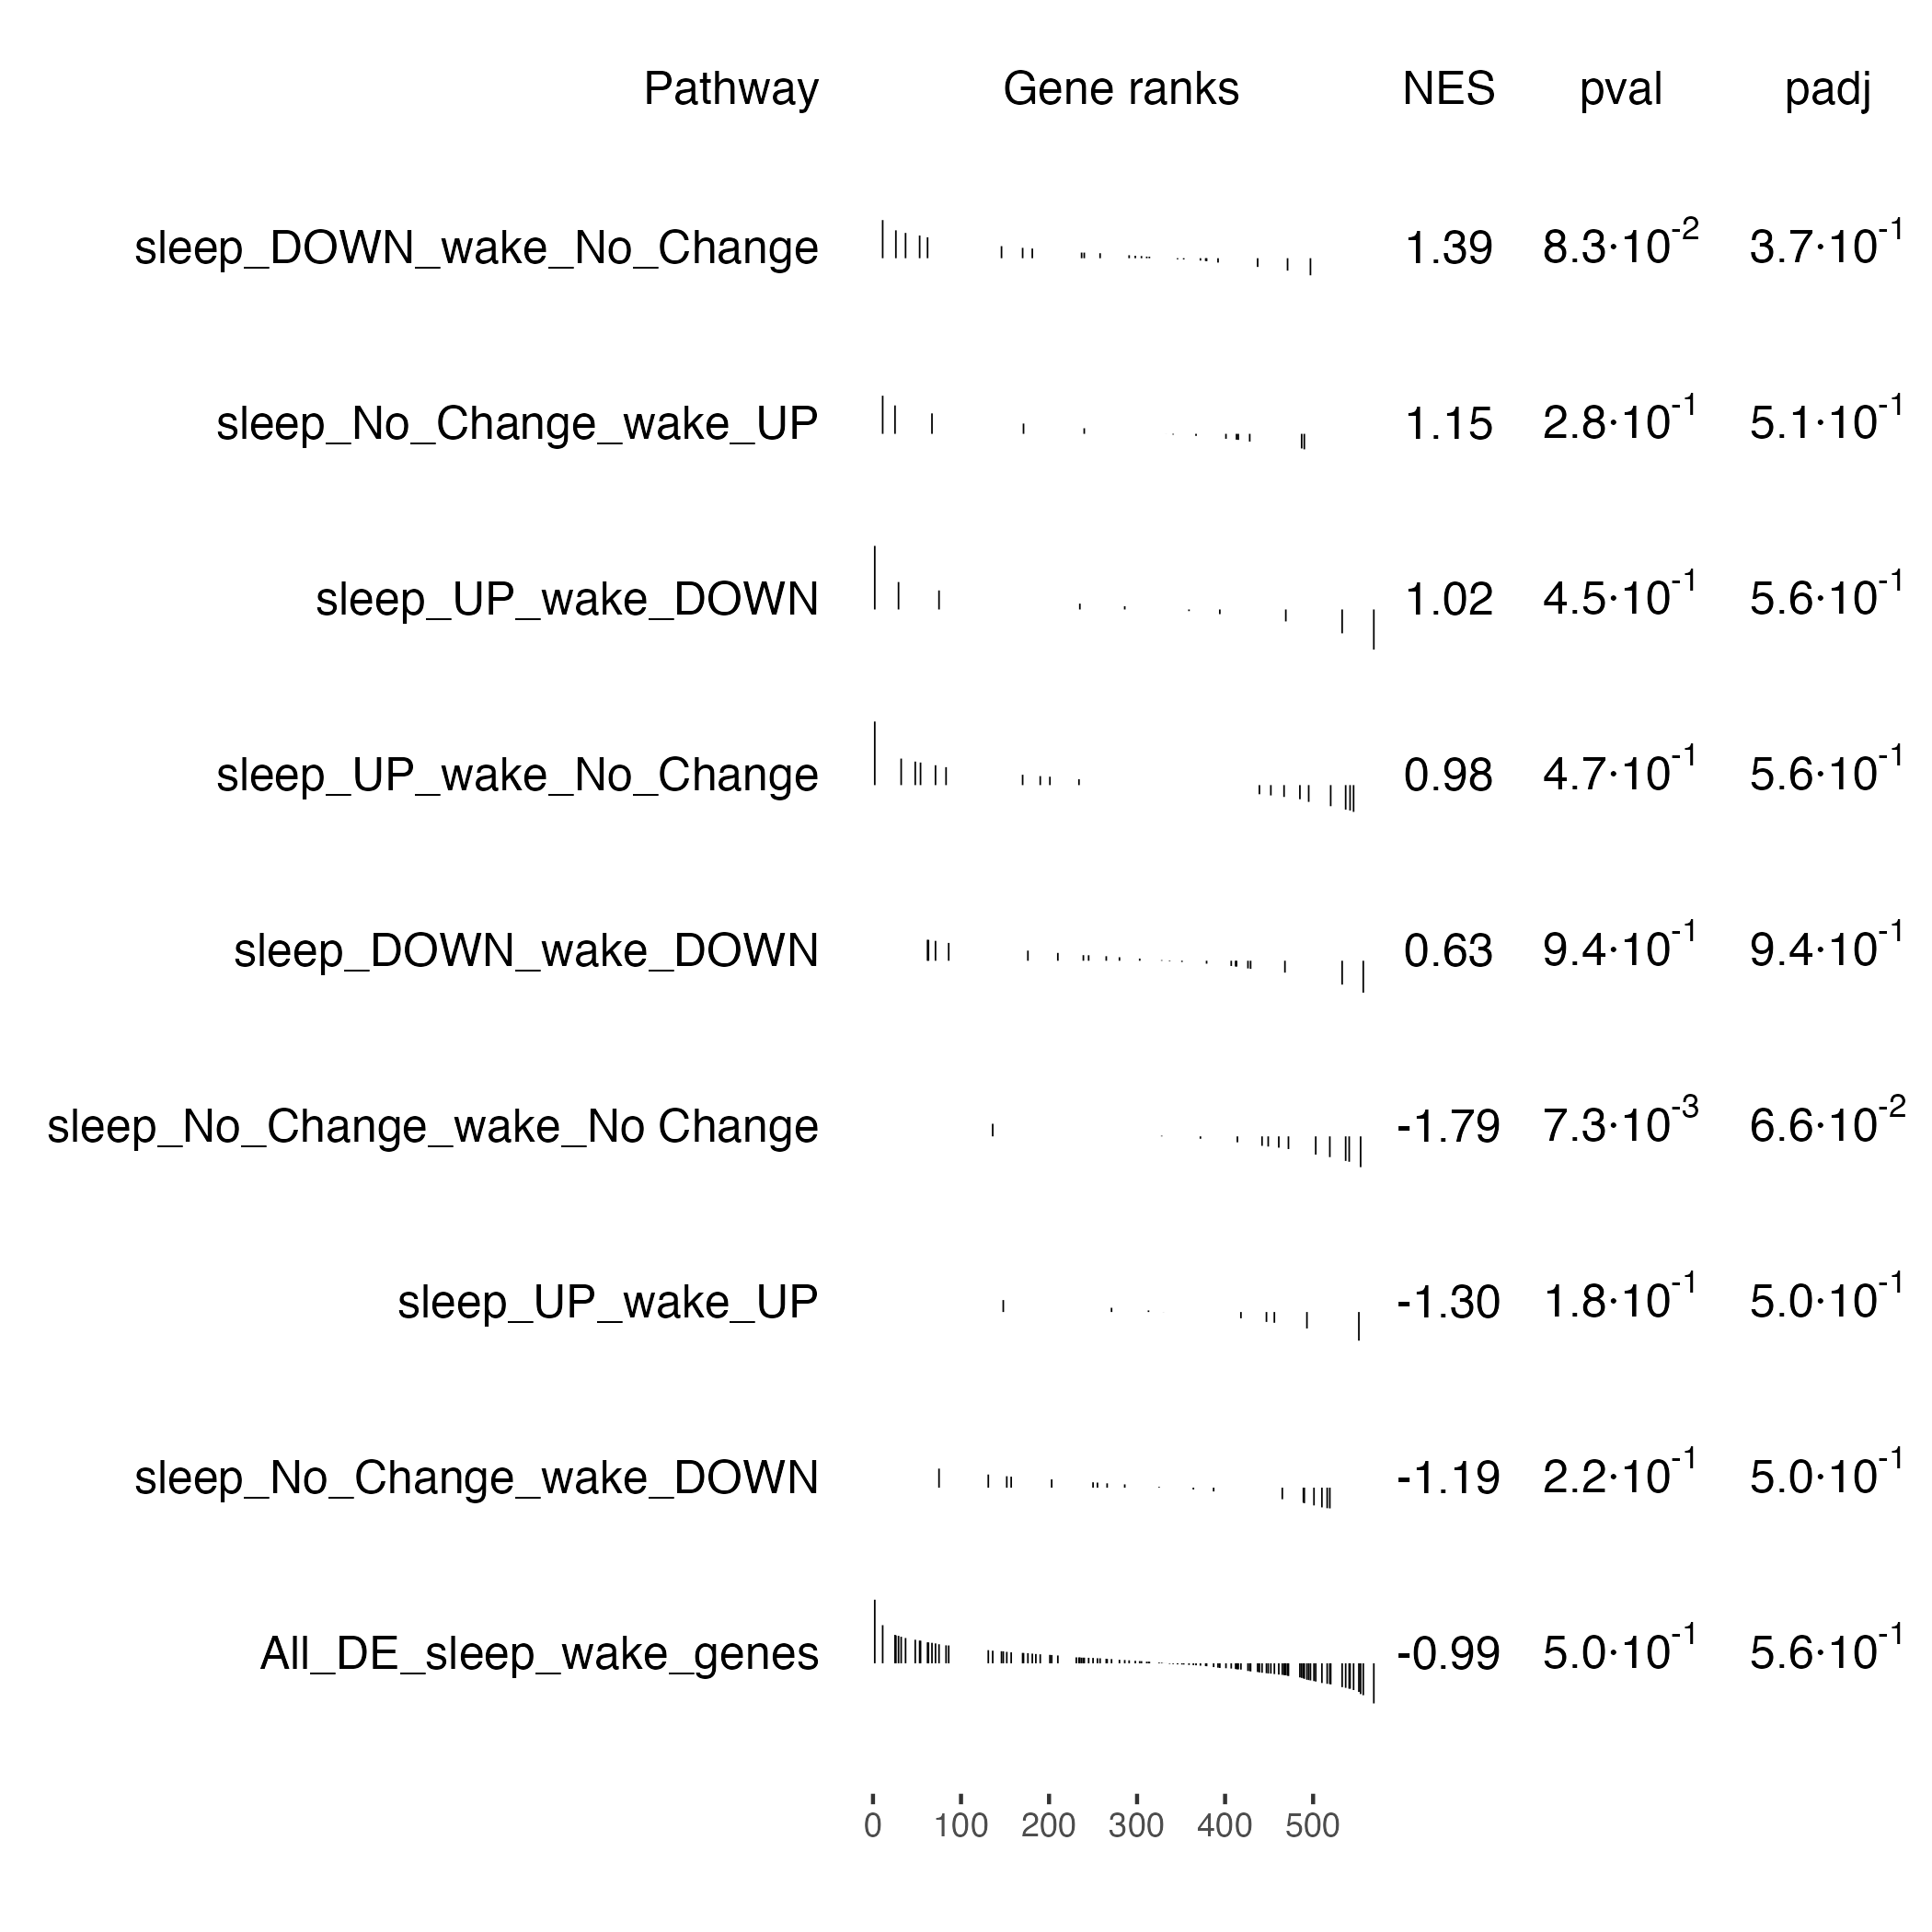 Pathway Gene ranks NES pval padj
sleep_DOWN_wake_No_Change 1.39 8.3·10⁻² 3.7·10⁻¹
sleep_No_Change_wake_UP 1.15 2.8·10⁻¹ 5.1·10⁻¹
sleep_UP_wake_DOWN 1.02 4.5·10⁻¹ 5.6·10⁻¹
sleep_UP_wake_No_Change 0.98 4.7·10⁻¹ 5.6·10⁻¹
sleep_DOWN_wake_DOWN 0.63 9.4·10⁻¹ 9.4·10⁻¹
sleep_No_Change_wake_No Change -1.79 7.3·10⁻³ 6.6·10⁻²
sleep_UP_wake_UP -1.30 1.8·10⁻¹ 5.0·10⁻¹
sleep_No_Change_wake_DOWN -1.19 2.2·10⁻¹ 5.0·10⁻¹
All_DE_sleep_wake_genes -0.99 5.0·10⁻¹ 5.6·10⁻¹
0 100 200 300 400 500